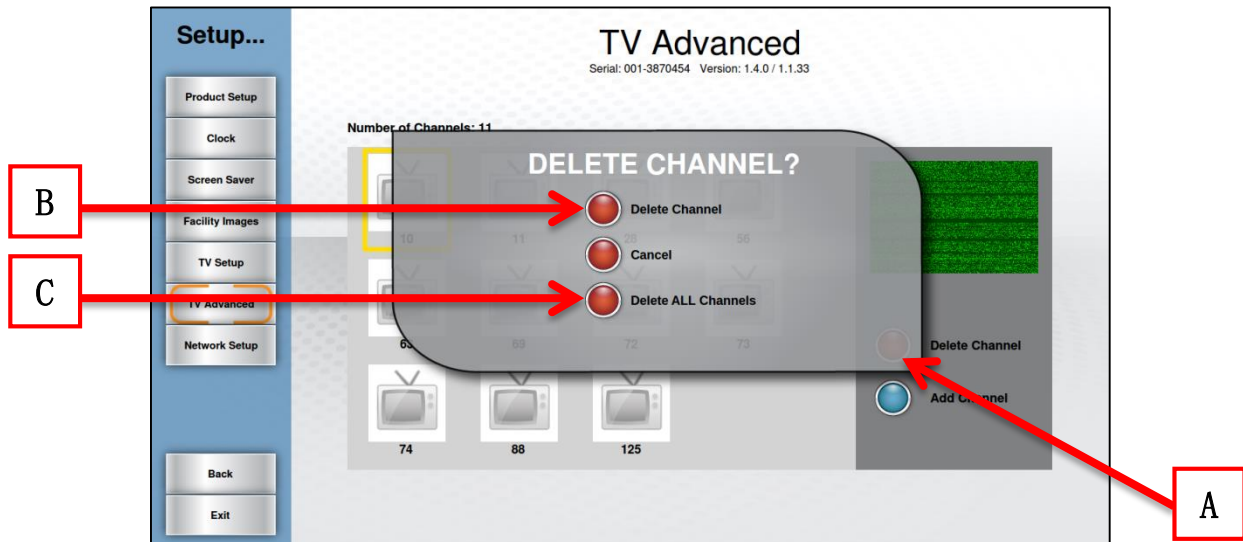 Setup...
TV Advanced
Serial: 001-3870454 Version: 1.4.0 / 1.1.33
Product Setup
Clock
Screen Saver
Facility Images
TV Setup
TV Advanced
Network Setup
Back
Exit
Number of Channels: 11
DELETE CHANNEL?
Delete Channel
Cancel
Delete ALL Channels
10 11 28 56
69 72 73
74 88 125
Delete Channel
Add Channel
B
C
A